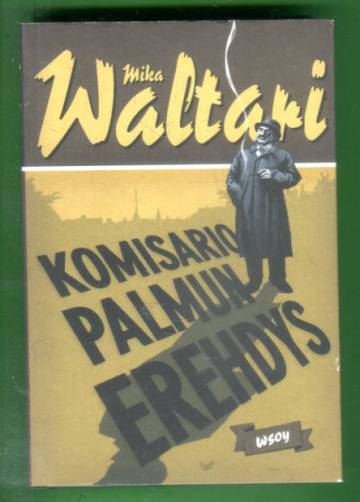 Mika
Waltari
KOMISARIO
PALMUN
EREHDYS
WSOY